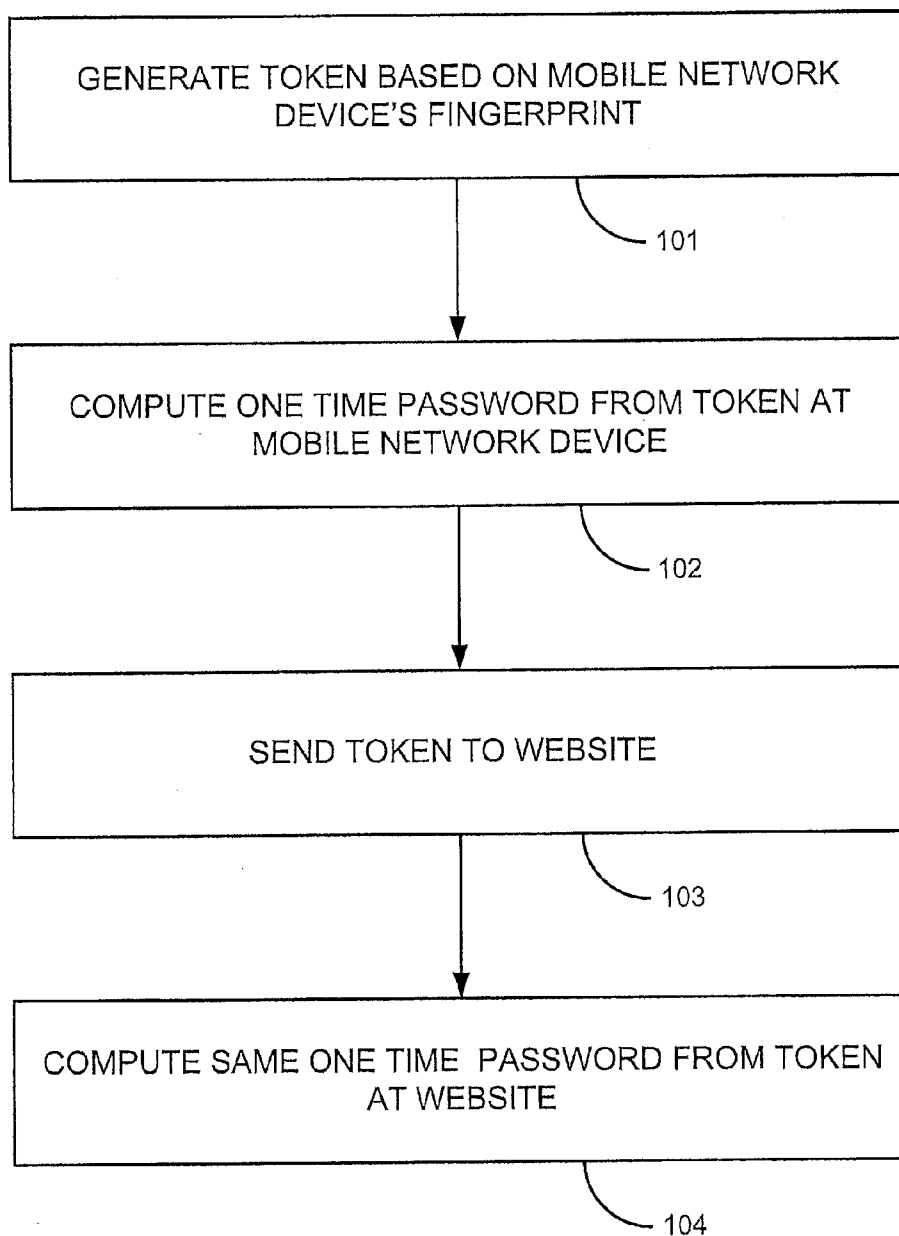 GENERATE TOKEN BASED ON MOBILE NETWORK
DEVICE'S FINGERPRINT
101
COMPUTE ONE TIME PASSWORD FROM TOKEN AT
MOBILE NETWORK DEVICE
102
SEND TOKEN TO WEBSITE
103
COMPUTE SAME ONE TIME PASSWORD FROM TOKEN
AT WEBSITE
104